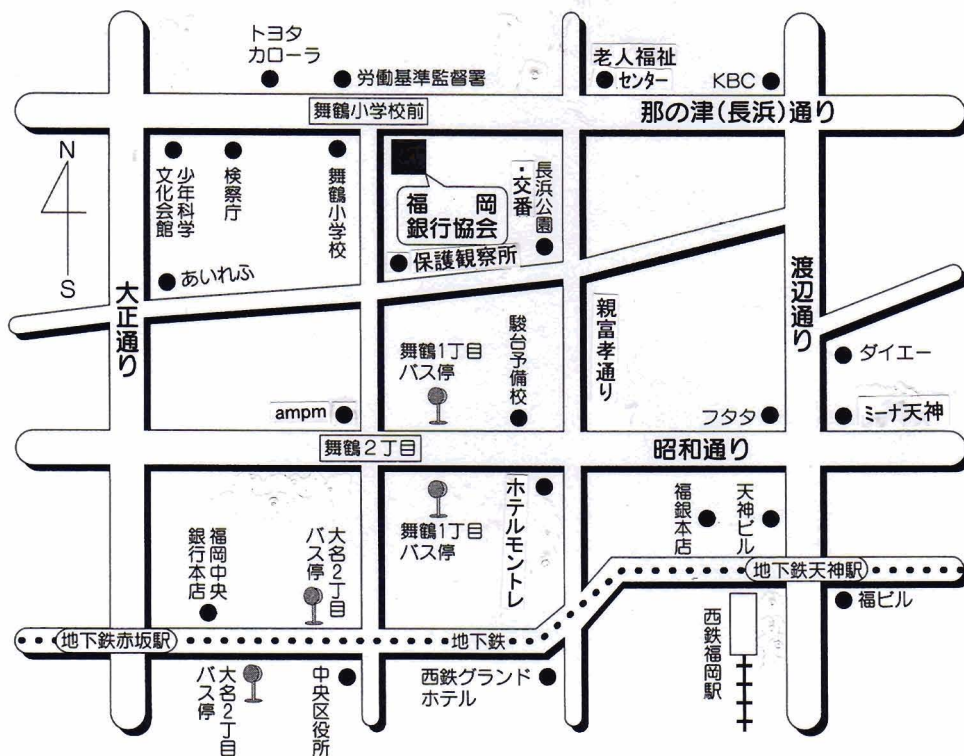 トヨタ
カローラ
労働基準監督署
老人福祉
センター
KBC
舞鶴小学校前
那の津(長浜)通り
N
S
少年科学
文化会館
検察庁
舞鶴小学校
福岡
銀行協会
長浜公園
・交番
保護観察所
あいれふ
大正通り
渡辺通り
親富孝通り
舞鶴1丁目
バス停
駿台予備校
ダイエー
ampm
フタタ
ミーナ天神
舞鶴2丁目
昭和通り
舞鶴1丁目
バス停
ホテルモントレ
福銀本店
天神ビル
福岡中央
銀行本店
大名2丁目
バス停
地下鉄天神駅
福ビル
地下鉄赤坂駅
地下鉄
西鉄福岡駅
大名2丁目
バス停
中央区役所
西鉄グランド
ホテル